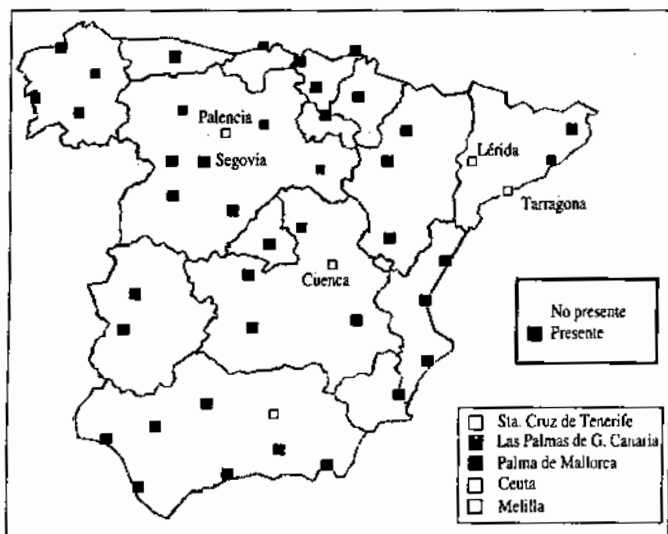 Palencia
Segovia
Lérida
Tarragona
Cuenca
No presente
Presente
Sta. Cruz de Tenerife
Las Palmas de G. Canaria
Palma de Mallorca
Ceuta
Melilla